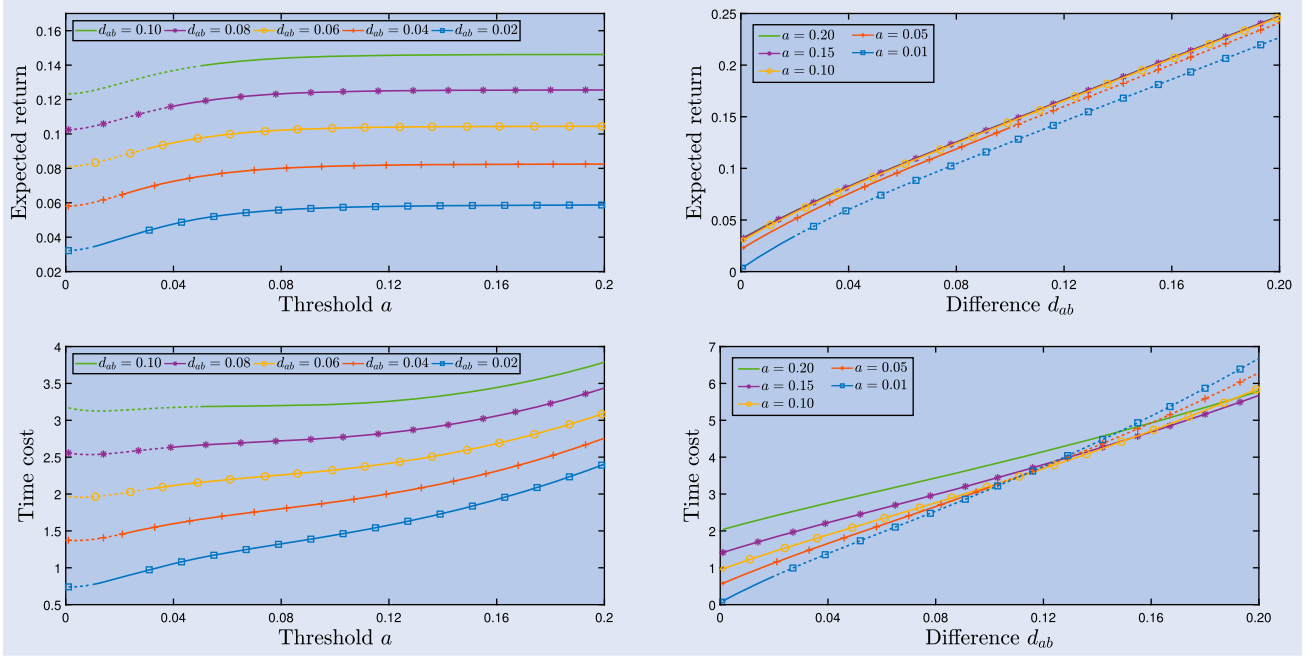 Expected return
0.16
0.14
0.12
0.1
0.08
0.06
0.04
0.02
d_ab = 0.10 d_ab = 0.08 d_ab = 0.06 d_ab = 0.04 d_ab = 0.02
0 0.04 0.08 0.12 0.16 0.2
Threshold a
Expected return
0.25
0.2
0.15
0.1
0.05
0
a = 0.20 a = 0.05
a = 0.15 a = 0.01
a = 0.10
0 0.04 0.08 0.12 0.16 0.20
Difference d_ab
Time cost
4
3.5
3
2.5
2
1.5
1
0.5
d_ab = 0.10 d_ab = 0.08 d_ab = 0.06 d_ab = 0.04 d_ab = 0.02
0 0.04 0.08 0.12 0.16 0.2
Threshold a
Time cost
7
6
5
4
3
2
1
0
a = 0.20 a = 0.05
a = 0.15 a = 0.01
a = 0.10
0 0.04 0.08 0.12 0.16 0.20
Difference d_ab